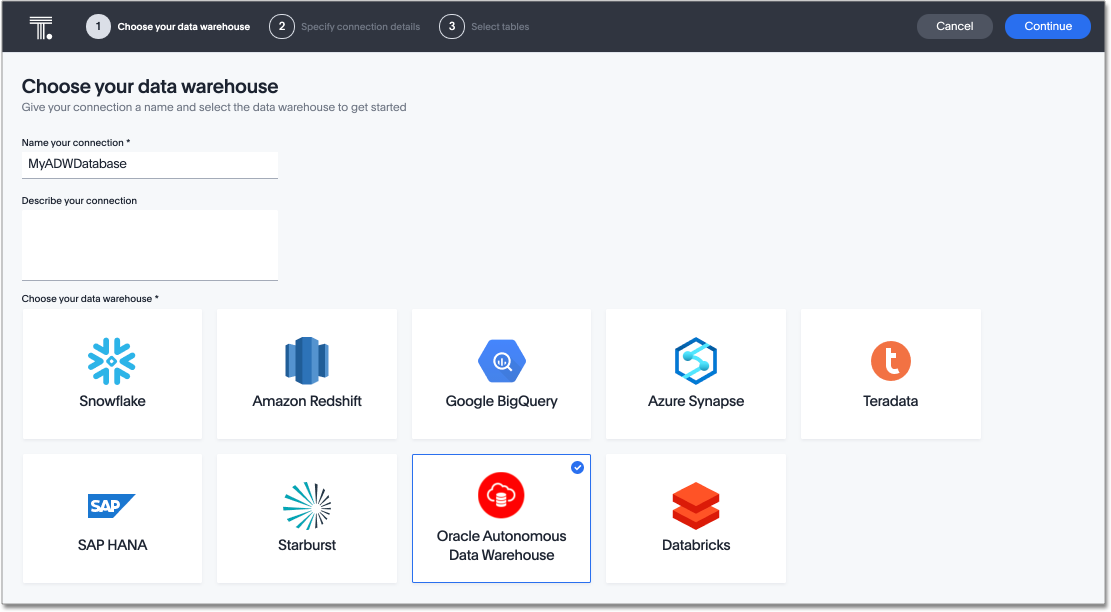 T. 1 Choose your data warehouse 2 Specify connection details 3 Select tables Cancel Continue
Choose your data warehouse
Give your connection a name and select the data warehouse to get started
Name your connection *
MyADWDatabase
Describe your connection
Choose your data warehouse *
Snowflake Amazon Redshift Google BigQuery Azure Synapse Teradata
t
SAP
SAP HANA Starburst Oracle Autonomous Data Warehouse Databricks